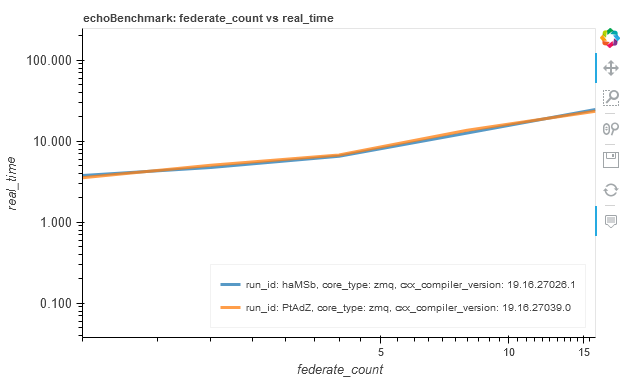 echoBenchmark: federate_count vs real_time
100.000
10.000
1.000
0.100
real_time
run_id: haMSb, core_type: zmq, cxx_compiler_version: 19.16.27026.1
run_id: PtAdZ, core_type: zmq, cxx_compiler_version: 19.16.27039.0
5
10
15
federate_count